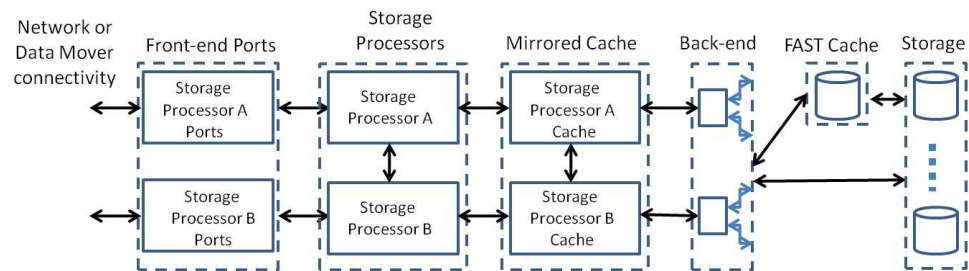 Network or
Data Mover
connectivity
Front-end Ports
Storage
Processors
Mirrored Cache
Back-end
FAST Cache
Storage
Storage
Processor A
Ports
Storage
Processor A
Storage
Processor A
Cache
Storage
Processor B
Ports
Storage
Processor B
Storage
Processor B
Cache